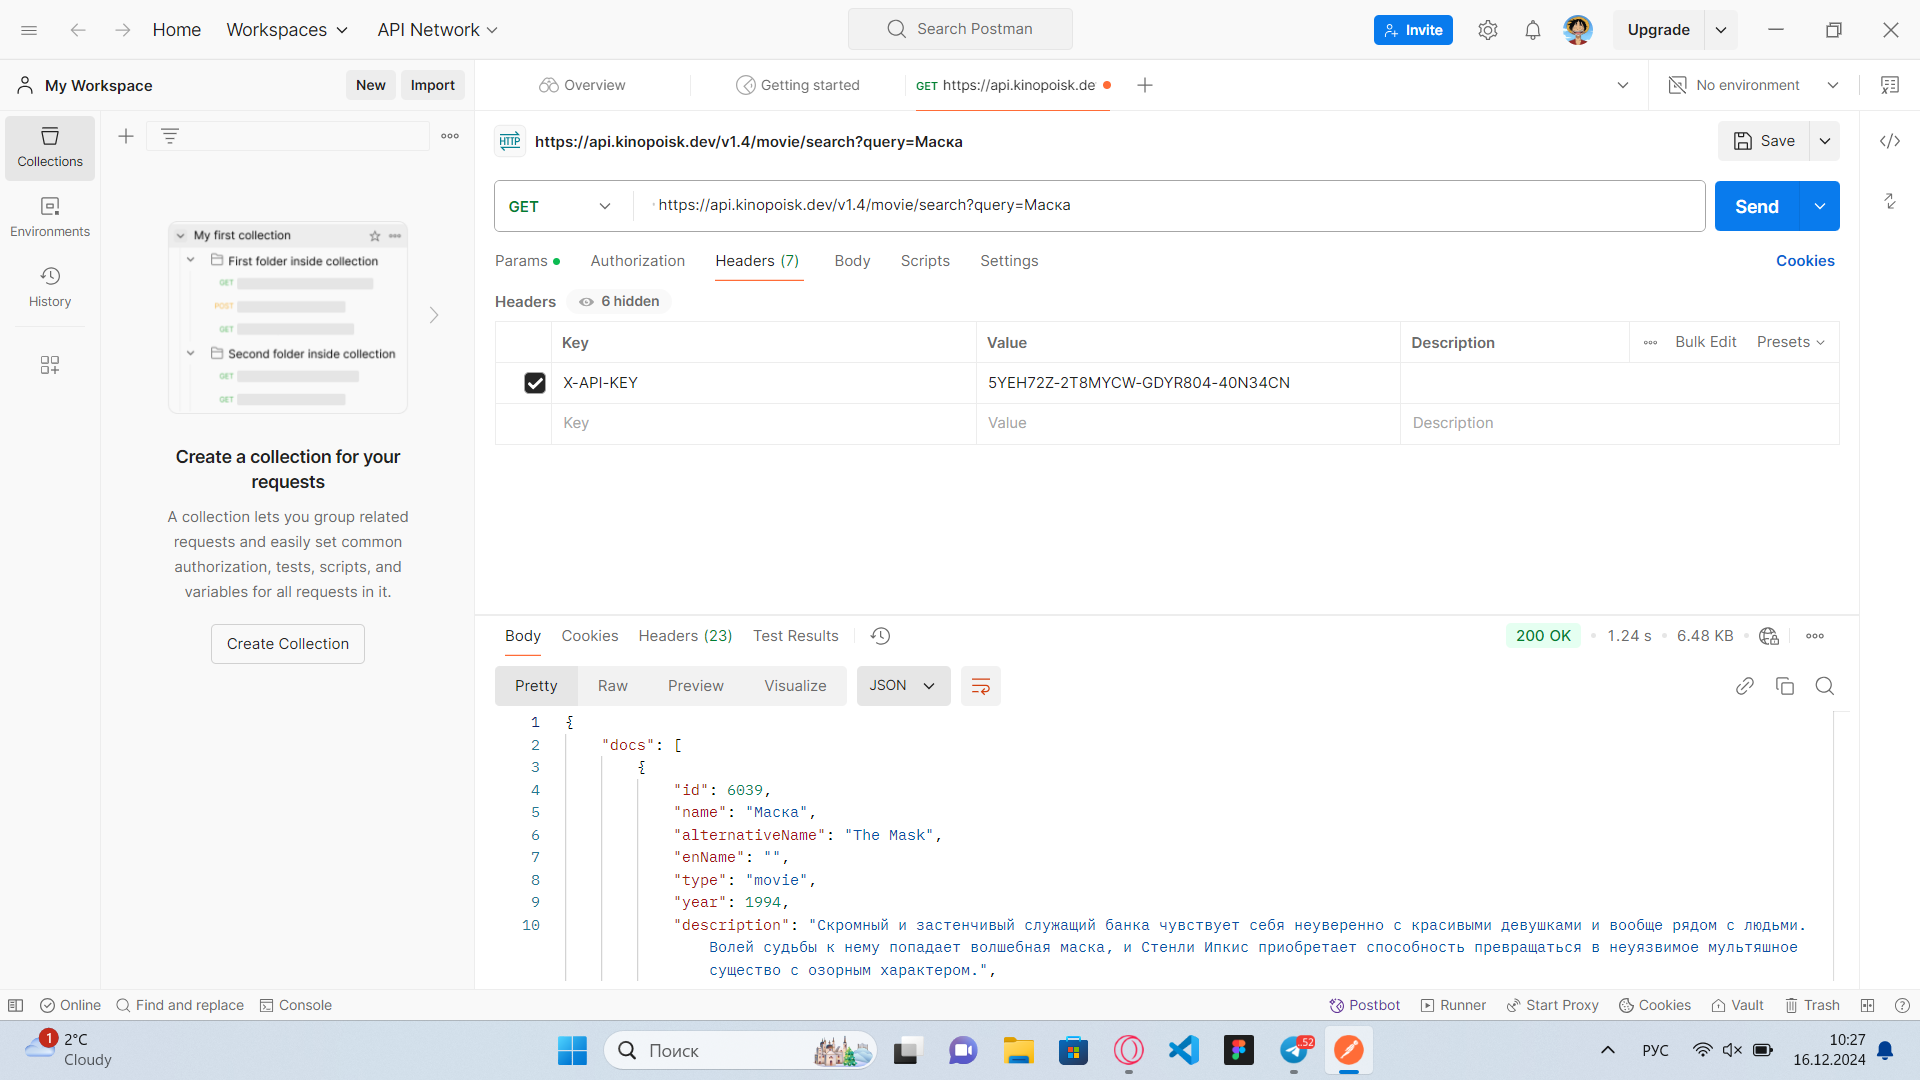 Home Workspaces API Network Search Postman Invite Upgrade
My Workspace New Import Overview Getting started GET https://api.kinopoisk.de No environment
Collections
Environments
History
My first collection
First folder inside collection
GET
POST
GET
Second folder inside collection
GET
GET
Create a collection for your
requests
A collection lets you group related
requests and easily set common
authorization, tests, scripts, and
variables for all requests in it.
Create Collection
HTTP https://api.kinopoisk.dev/v1.4/movie/search?query=Маска Save
GET https://api.kinopoisk.dev/v1.4/movie/search?query=Маска Send
Params Authorization Headers (7) Body Scripts Settings Cookies
Headers 6 hidden
Key Value Description Bulk Edit Presets
X-API-KEY 5YEH72Z-2T8MYCW-GDYR804-40N34CN
Key Value Description
Body Cookies Headers (23) Test Results 200 OK 1.24 s 6.48 KB
Pretty Raw Preview Visualize JSON
1 {
2 "docs": [
3 {
4 "id": 6039,
5 "name": "Маска",
6 "alternativeName": "The Mask",
7 "enName": "",
8 "type": "movie",
9 "year": 1994,
10 "description": "Скромный и застенчивый служащий банка чувствует себя неуверенно с красивыми девушками и вообще рядом с людьми.
Волей судьбы к нему попадает волшебная маска, и Стенли Ипкис приобретает способность превращаться в неуязвимое мультяшное
существо с озорным характером.",
Online Find and replace Console Postbot Runner Start Proxy Cookies Vault Trash
1 2°C
Cloudy
Поиск
52
РУС
10:27
16.12.2024